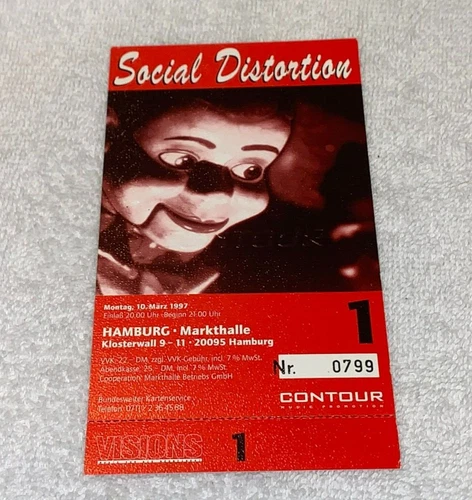 Social Distortion
Montag, 10. März 1997
Einlaß 20.00 Uhr · Beginn 21.00 Uhr
HAMBURG · Markthalle
Klosterwall 9 – 11 · 20095 Hamburg
VVK: 22,– DM, zzgl. VVK-Gebühr, incl. 7 % MwSt.
Abendkasse: 26,– DM, incl. 7 % MwSt.
Cooperation: Markthalle Betriebs GmbH
1
Nr. 0799
Bundesweiter Kartenservice
Telefon:
CONTOUR
MUSIC PROMOTION
VISIONS
1